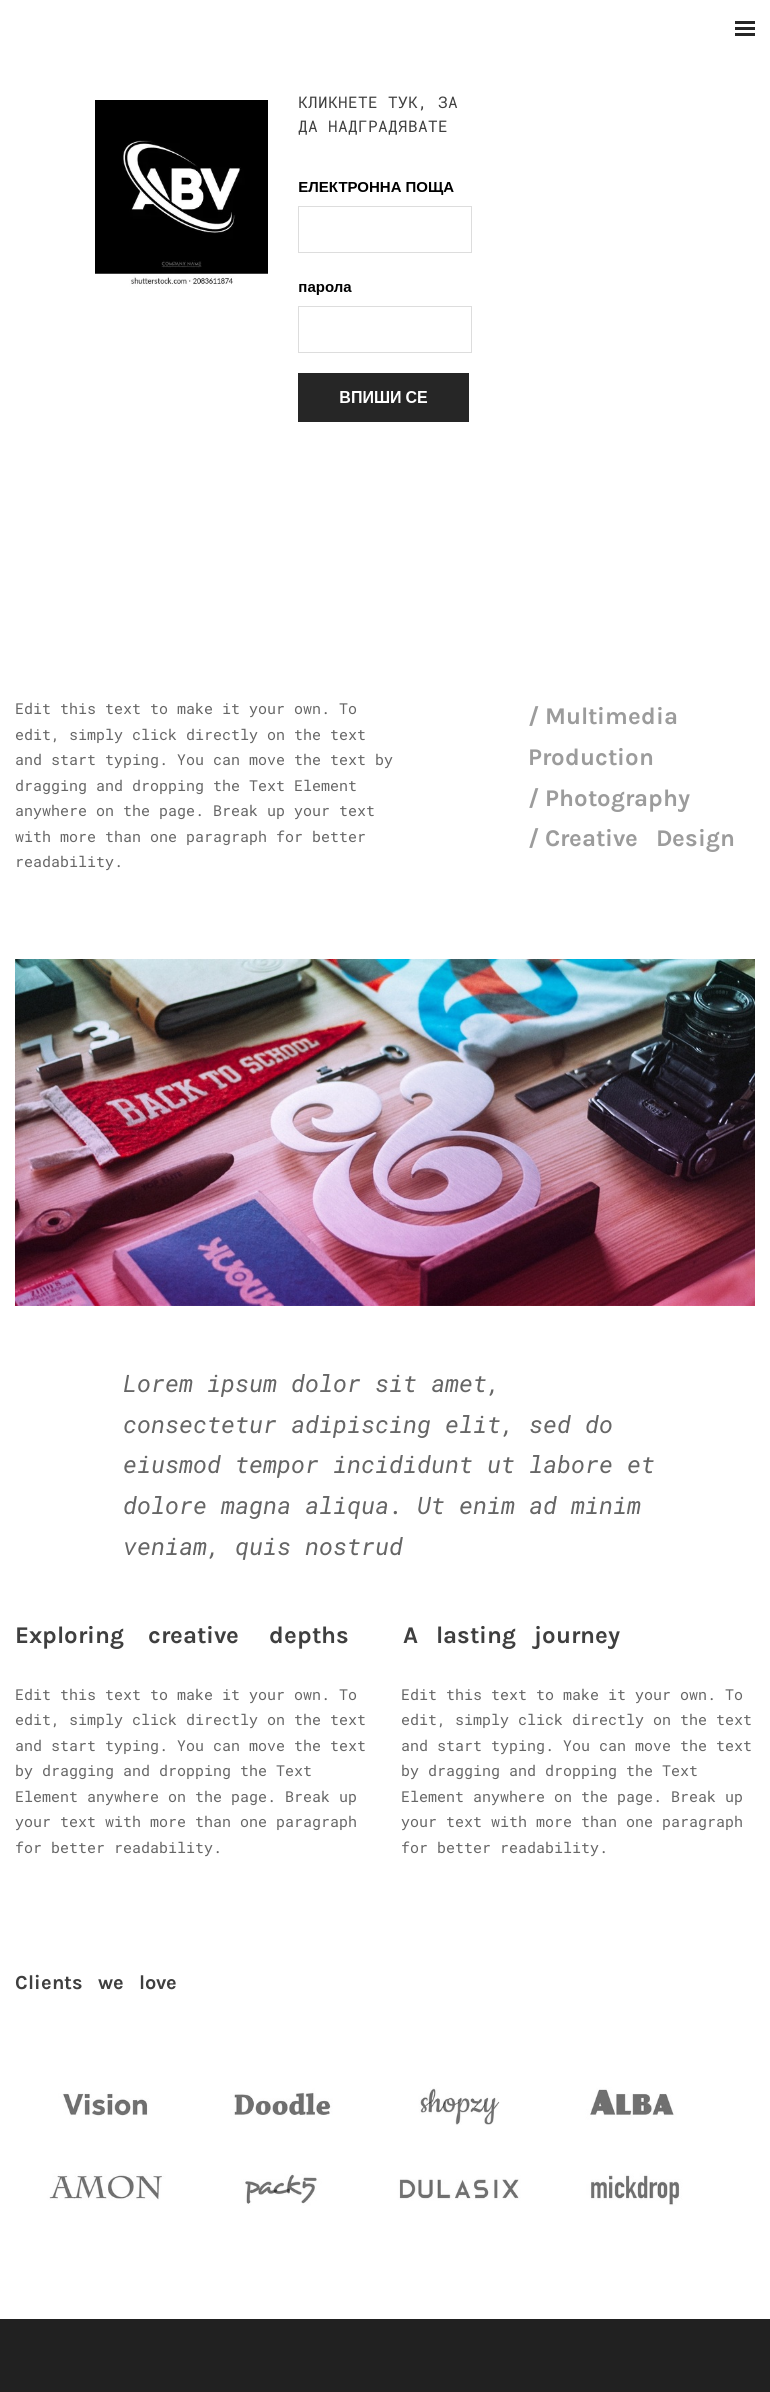 ABV
COMPANY NAME
shutterstock.com · 2083611874
КЛИКНЕТЕ ТУК, ЗА
ДА НАДГРАДЯВАТЕ
ЕЛЕКТРОННА ПОЩА
парола
ВПИШИ СЕ
Edit this text to make it your own. To
edit, simply click directly on the text
and start typing. You can move the text by
dragging and dropping the Text Element
anywhere on the page. Break up your text
with more than one paragraph for better
readability.
/ Multimedia
Production
/ Photography
/ Creative Design
7 3
BACK TO SCHOOL
&
Lorem ipsum dolor sit amet,
consectetur adipiscing elit, sed do
eiusmod tempor incididunt ut labore et
dolore magna aliqua. Ut enim ad minim
veniam, quis nostrud
Exploring creative depths
Edit this text to make it your own. To
edit, simply click directly on the text
and start typing. You can move the text
by dragging and dropping the Text
Element anywhere on the page. Break up
your text with more than one paragraph
for better readability.
A lasting journey
Edit this text to make it your own. To
edit, simply click directly on the text
and start typing. You can move the text
by dragging and dropping the Text
Element anywhere on the page. Break up
your text with more than one paragraph
for better readability.
Clients we love
Vision
Doodle
shopzy
ALBA
AMON
pack5
DULASIX
mickdrop